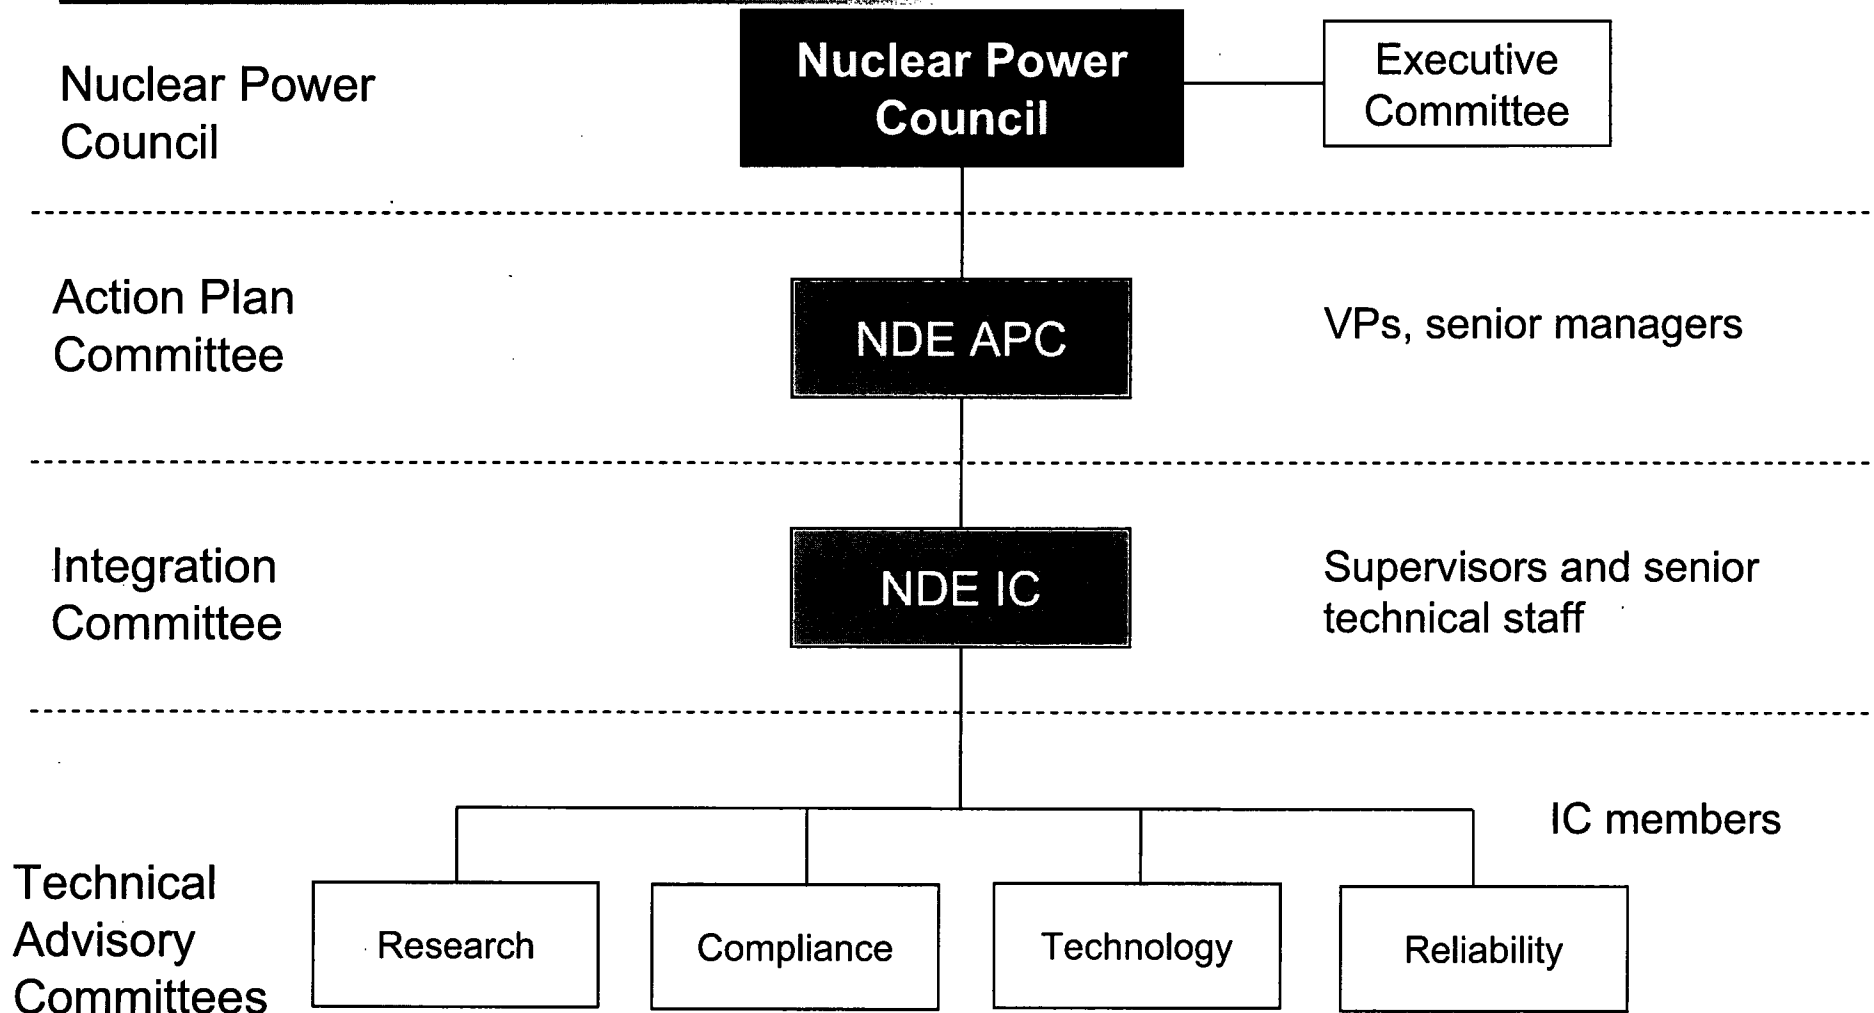 Nuclear Power
Council
Nuclear Power
Council
Executive
Committee
Action Plan
Committee
NDE APC
VPs, senior managers
Integration
Committee
NDE IC
Supervisors and senior
technical staff
IC members
Technical
Advisory
Committees
Research
Compliance
Technology
Reliability